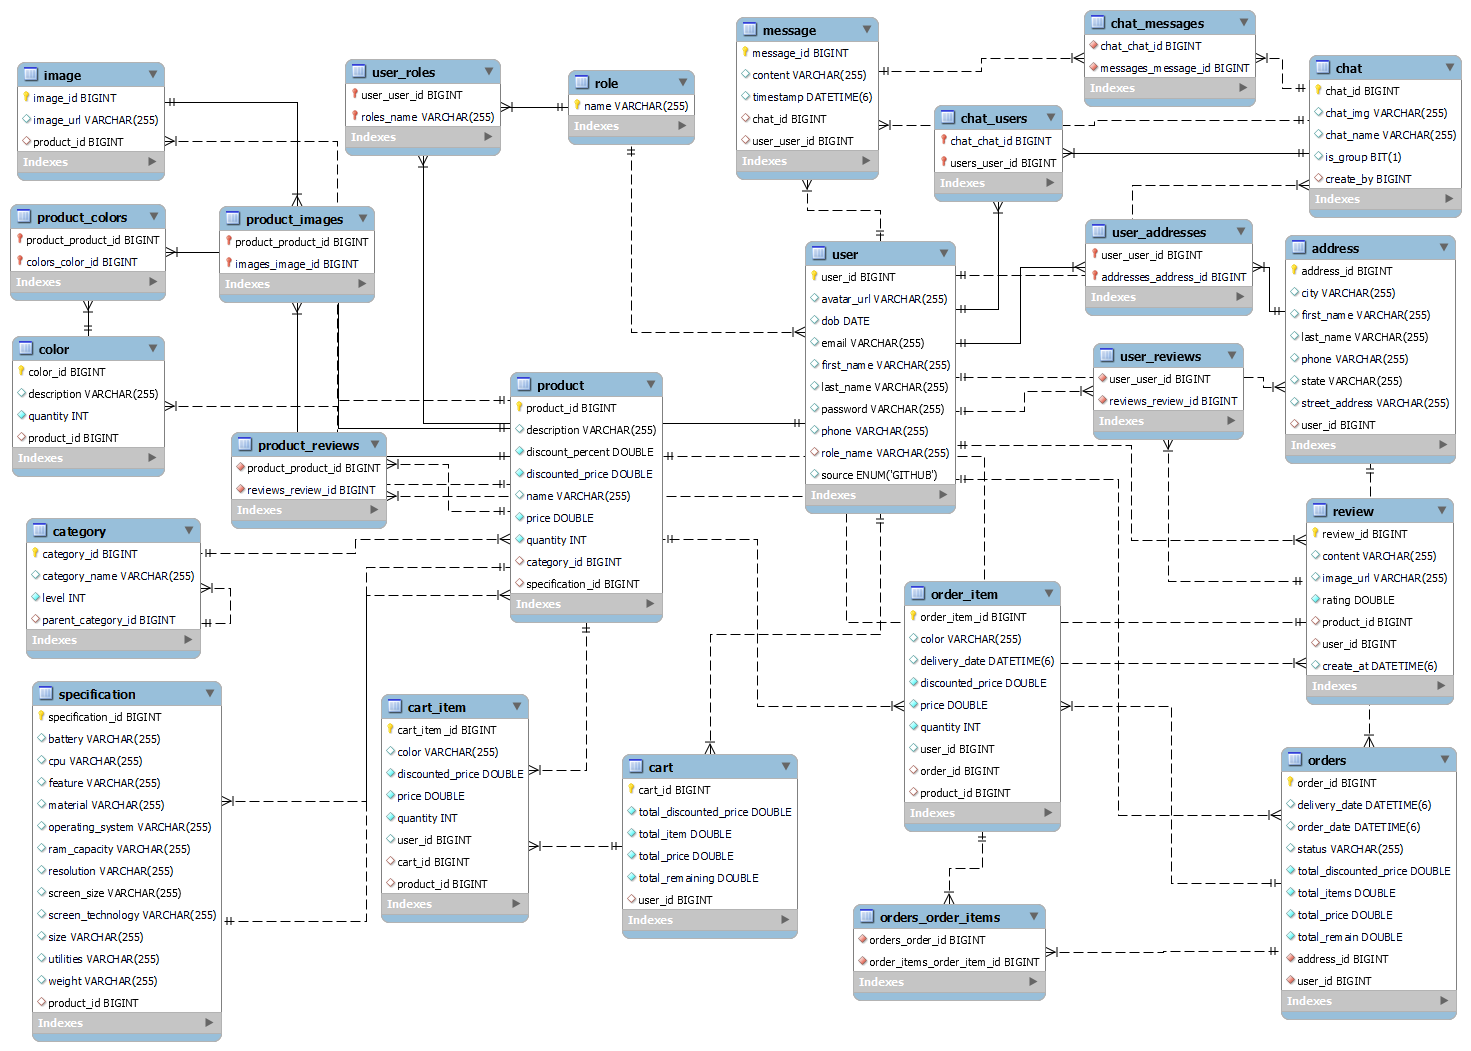 image
image_id BIGINT
image_url VARCHAR(255)
product_id BIGINT
Indexes
user_roles
user_user_id BIGINT
roles_name VARCHAR(255)
Indexes
role
name VARCHAR(255)
Indexes
message
message_id BIGINT
content VARCHAR(255)
timestamp DATETIME(6)
chat_id BIGINT
user_user_id BIGINT
Indexes
chat_messages
chat_chat_id BIGINT
messages_message_id BIGINT
Indexes
chat
chat_id BIGINT
chat_img VARCHAR(255)
chat_name VARCHAR(255)
is_group BIT(1)
create_by BIGINT
Indexes
chat_users
chat_chat_id BIGINT
users_user_id BIGINT
Indexes
product_colors
product_product_id BIGINT
colors_color_id BIGINT
Indexes
product_images
product_product_id BIGINT
images_image_id BIGINT
Indexes
user
user_id BIGINT
avatar_url VARCHAR(255)
dob DATE
email VARCHAR(255)
first_name VARCHAR(255)
last_name VARCHAR(255)
password VARCHAR(255)
phone VARCHAR(255)
role_name VARCHAR(255)
source ENUM('GITHUB')
Indexes
user_addresses
user_user_id BIGINT
addresses_address_id BIGINT
Indexes
address
address_id BIGINT
city VARCHAR(255)
first_name VARCHAR(255)
last_name VARCHAR(255)
phone VARCHAR(255)
state VARCHAR(255)
street_address VARCHAR(255)
user_id BIGINT
Indexes
color
color_id BIGINT
description VARCHAR(255)
quantity INT
product_id BIGINT
Indexes
product
product_id BIGINT
description VARCHAR(255)
discount_percent DOUBLE
discounted_price DOUBLE
name VARCHAR(255)
price DOUBLE
quantity INT
category_id BIGINT
specification_id BIGINT
Indexes
user_reviews
user_user_id BIGINT
reviews_review_id BIGINT
Indexes
product_reviews
product_product_id BIGINT
reviews_review_id BIGINT
Indexes
category
category_id BIGINT
category_name VARCHAR(255)
level INT
parent_category_id BIGINT
Indexes
review
review_id BIGINT
content VARCHAR(255)
image_url VARCHAR(255)
rating DOUBLE
product_id BIGINT
user_id BIGINT
create_at DATETIME(6)
Indexes
order_item
order_item_id BIGINT
color VARCHAR(255)
delivery_date DATETIME(6)
discounted_price DOUBLE
price DOUBLE
quantity INT
user_id BIGINT
order_id BIGINT
product_id BIGINT
Indexes
specification
specification_id BIGINT
battery VARCHAR(255)
cpu VARCHAR(255)
feature VARCHAR(255)
material VARCHAR(255)
operating_system VARCHAR(255)
ram_capacity VARCHAR(255)
resolution VARCHAR(255)
screen_size VARCHAR(255)
screen_technology VARCHAR(255)
size VARCHAR(255)
utilities VARCHAR(255)
weight VARCHAR(255)
product_id BIGINT
Indexes
cart_item
cart_item_id BIGINT
color VARCHAR(255)
discounted_price DOUBLE
price DOUBLE
quantity INT
user_id BIGINT
cart_id BIGINT
product_id BIGINT
Indexes
cart
cart_id BIGINT
total_discounted_price DOUBLE
total_item DOUBLE
total_price DOUBLE
total_remaining DOUBLE
user_id BIGINT
Indexes
orders
order_id BIGINT
delivery_date DATETIME(6)
order_date DATETIME(6)
status VARCHAR(255)
total_discounted_price DOUBLE
total_items DOUBLE
total_price DOUBLE
total_remain DOUBLE
address_id BIGINT
user_id BIGINT
Indexes
orders_order_items
orders_order_id BIGINT
order_items_order_item_id BIGINT
Indexes